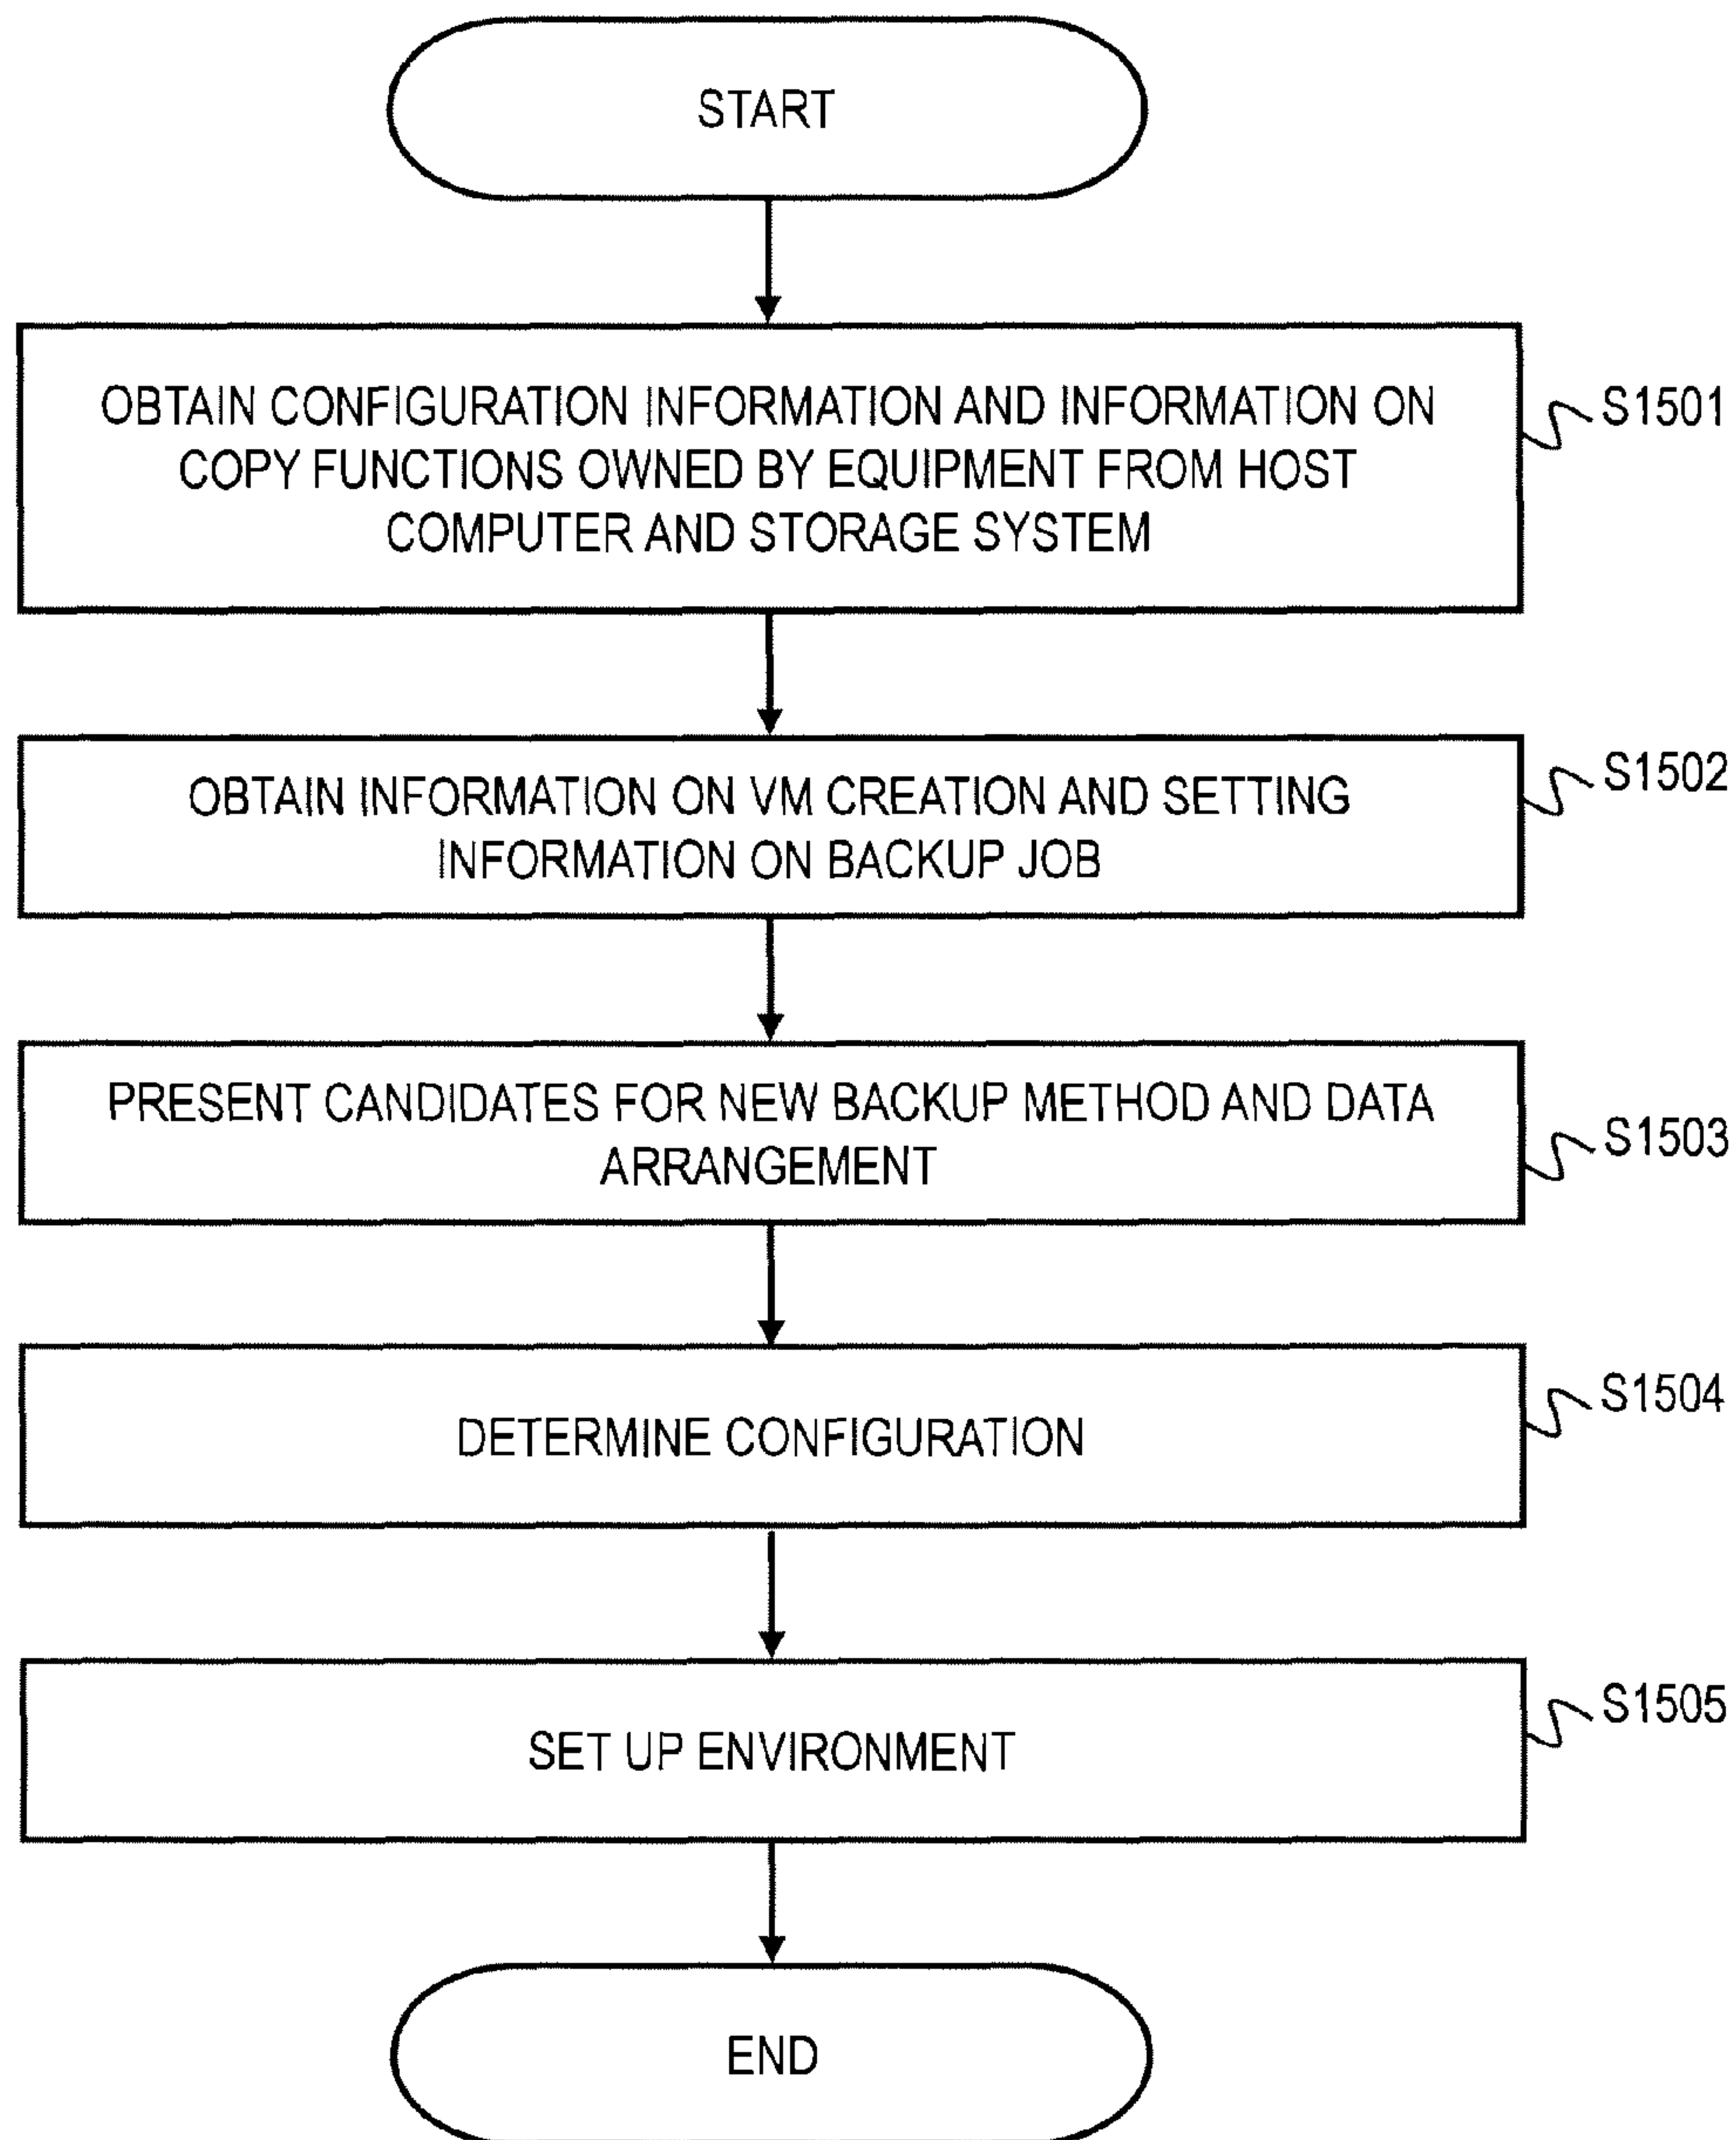 START
OBTAIN CONFIGURATION INFORMATION AND INFORMATION ON
COPY FUNCTIONS OWNED BY EQUIPMENT FROM HOST
COMPUTER AND STORAGE SYSTEM
S1501
OBTAIN INFORMATION ON VM CREATION AND SETTING
INFORMATION ON BACKUP JOB
S1502
PRESENT CANDIDATES FOR NEW BACKUP METHOD AND DATA
ARRANGEMENT
S1503
DETERMINE CONFIGURATION
S1504
SET UP ENVIRONMENT
S1505
END